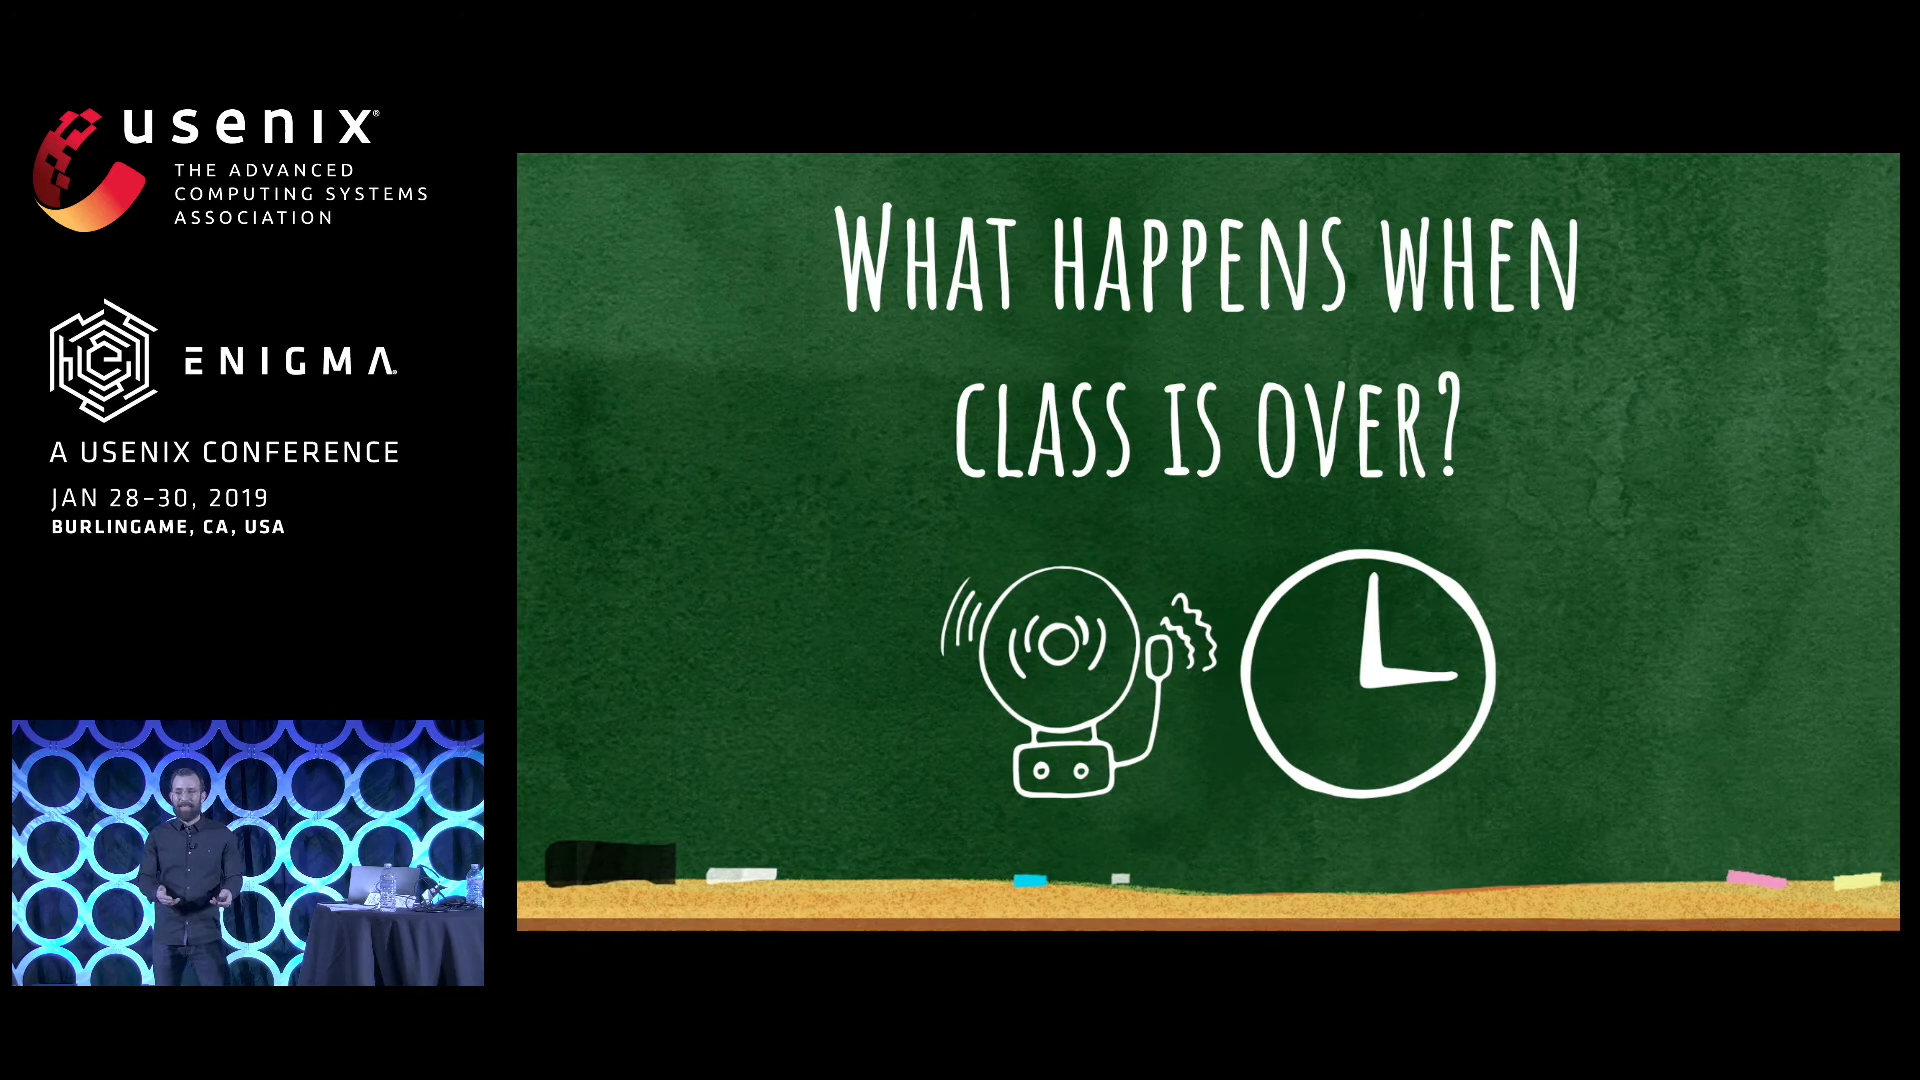 usenix®
THE ADVANCED
COMPUTING SYSTEMS
ASSOCIATION
ENIGMA®
A USENIX CONFERENCE
JAN 28–30, 2019
BURLINGAME, CA, USA
WHAT HAPPENS WHEN
CLASS IS OVER?